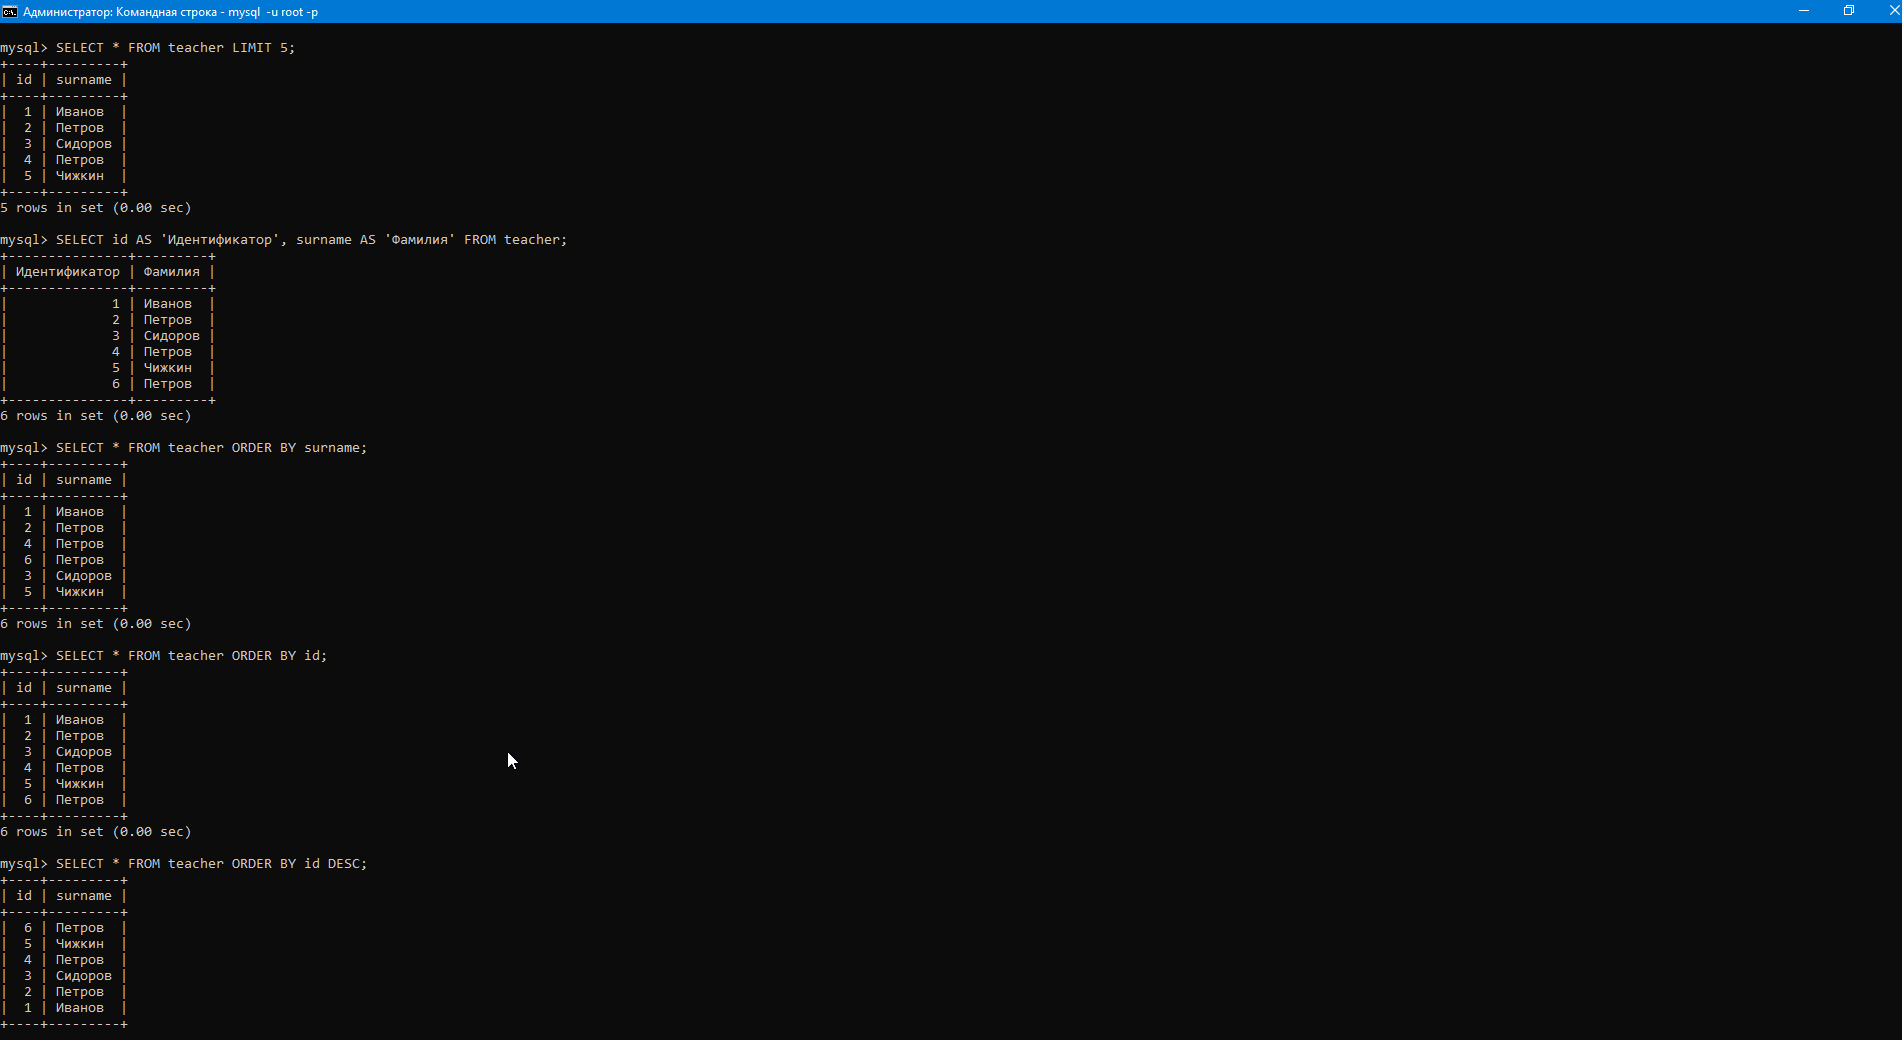 Администратор: Командная строка - mysql  -u root -p
mysql> SELECT * FROM teacher LIMIT 5;
+----+---------+
| id | surname |
+----+---------+
|  1 | Иванов  |
|  2 | Петров  |
|  3 | Сидоров |
|  4 | Петров  |
|  5 | Чижкин  |
+----+---------+
5 rows in set (0.00 sec)
mysql> SELECT id AS 'Идентификатор', surname AS 'Фамилия' FROM teacher;
+---------------+---------+
| Идентификатор | Фамилия |
+---------------+---------+
|             1 | Иванов  |
|             2 | Петров  |
|             3 | Сидоров |
|             4 | Петров  |
|             5 | Чижкин  |
|             6 | Петров  |
+---------------+---------+
6 rows in set (0.00 sec)
mysql> SELECT * FROM teacher ORDER BY surname;
+----+---------+
| id | surname |
+----+---------+
|  1 | Иванов  |
|  2 | Петров  |
|  4 | Петров  |
|  6 | Петров  |
|  3 | Сидоров |
|  5 | Чижкин  |
+----+---------+
6 rows in set (0.00 sec)
mysql> SELECT * FROM teacher ORDER BY id;
+----+---------+
| id | surname |
+----+---------+
|  1 | Иванов  |
|  2 | Петров  |
|  3 | Сидоров |
|  4 | Петров  |
|  5 | Чижкин  |
|  6 | Петров  |
+----+---------+
6 rows in set (0.00 sec)
mysql> SELECT * FROM teacher ORDER BY id DESC;
+----+---------+
| id | surname |
+----+---------+
|  6 | Петров  |
|  5 | Чижкин  |
|  4 | Петров  |
|  3 | Сидоров |
|  2 | Петров  |
|  1 | Иванов  |
+----+---------+